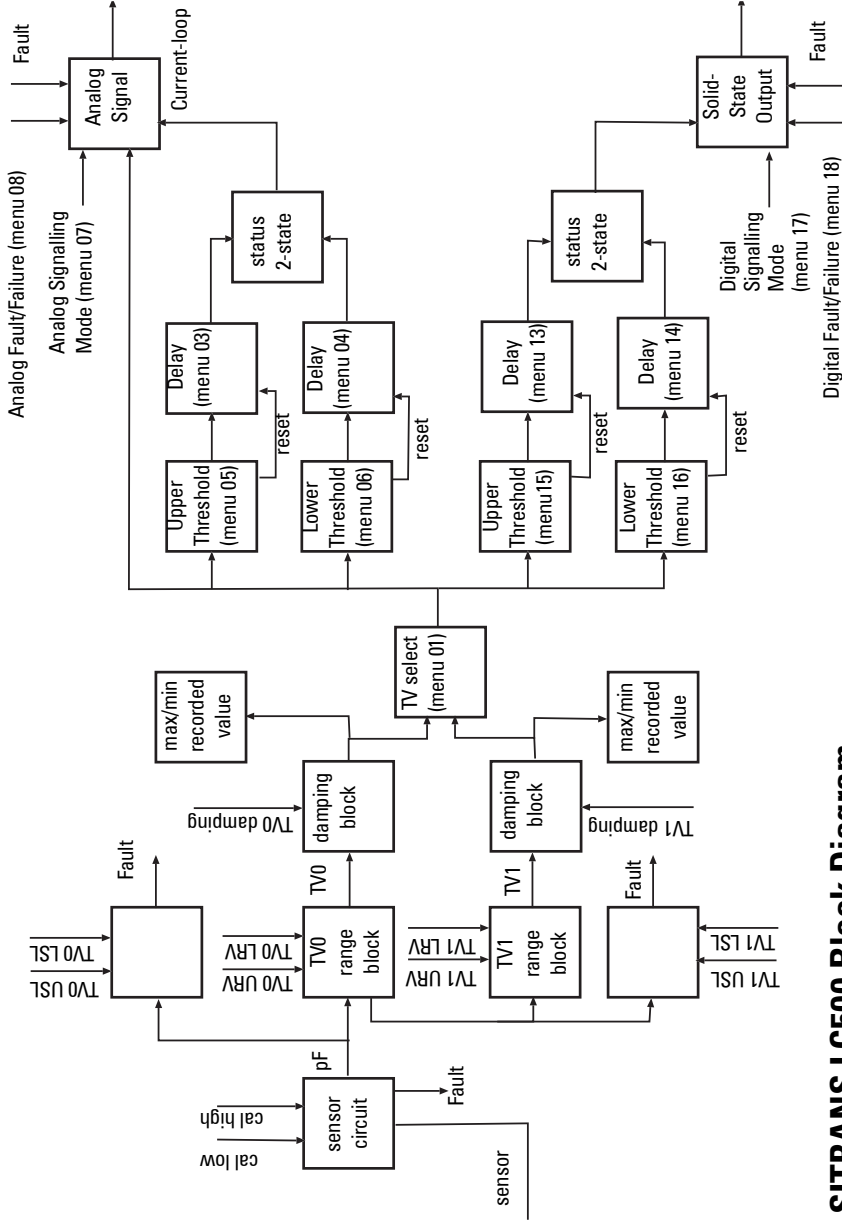 Analog Fault/Failure (menu 08)
Fault
Analog Signalling
Mode (menu 07)
Analog
Signal
Current-loop
status
2-state
Delay
(menu 03)
Delay
(menu 04)
reset
reset
Upper
Threshold
(menu 05)
Lower
Threshold
(menu 06)
status
2-state
Delay
(menu 13)
Delay
(menu 14)
reset
reset
Upper
Threshold
(menu15)
Lower
Threshold
(menu 16)
Digital
Signalling
Mode
(menu 17)
Solid-
State
Output
Digital Fault/Failure (menu 18)
Fault
TV select
(menu 01)
max/min
recorded
value
max/min
recorded
value
TV0 damping
damping
block
damping
block
TV1 damping
Fault
TV0
TV1
Fault
TV0 USL
TV0 LSL
TV0 URV
TV0 LRV
TV0
range
block
TV1 URV
TV1 LRV
TV1
range
block
TV1 USL
TV1 LSL
cal low
cal high
pF
sensor
circuit
Fault
sensor
SITRANS LC500 Block Diagram